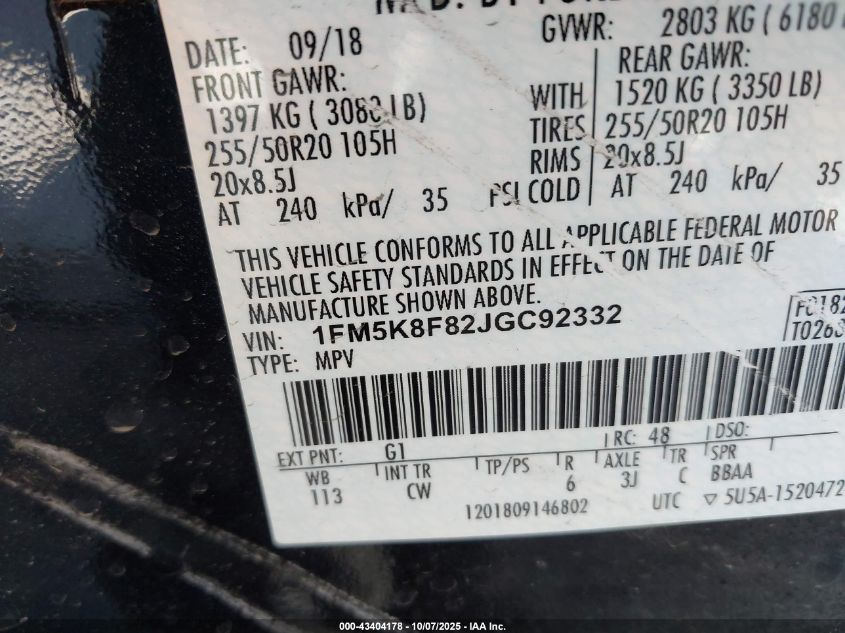 DATE: 09/18 GVWR: 2803 KG ( 6180
FRONT GAWR: REAR GAWR:
1397 KG ( 3080 LB) WITH 1520 KG ( 3350 LB)
255/50R20 105H TIRES 255/50R20 105H
20x8.5J RIMS 20x8.5J
AT 240 kPa/ 35 PSI COLD AT 240 kPa/ 35
THIS VEHICLE CONFORMS TO ALL APPLICABLE FEDERAL MOTOR
VEHICLE SAFETY STANDARDS IN EFFECT ON THE DATE OF
MANUFACTURE SHOWN ABOVE.
VIN: 1FM5K8F82JGC92332
TYPE: MPV
F0182
T0263
EXT PNT: G1 RC: 48 DSO:
WB INT TR TP/PS R AXLE TR SPR
113 CW 6 3J C BBAA
1201809146802 UTC ▽ 5U5A-1520472
000-43404178 - 10/07/2025 - IAA Inc.